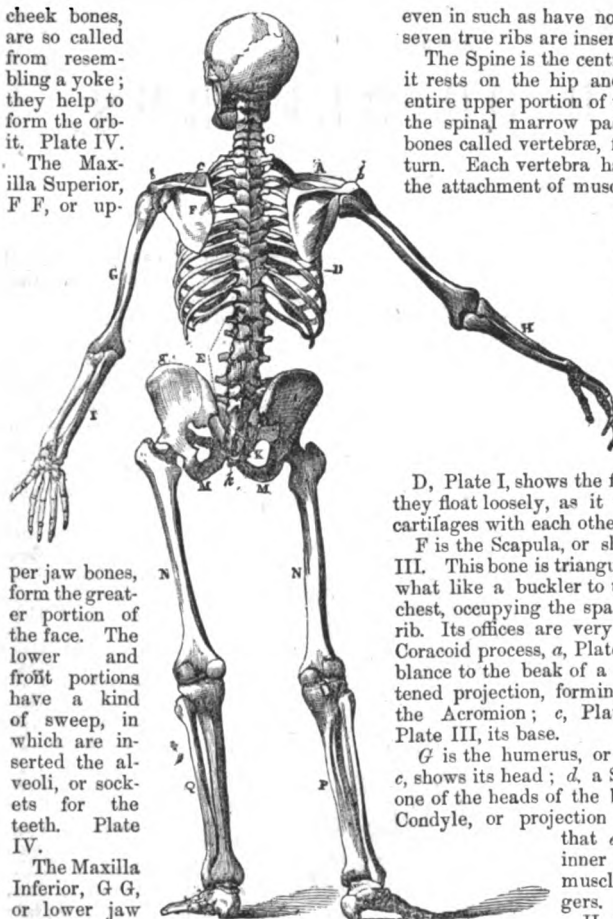 cheek bones,
are so called
from resem-
bling a yoke;
they help to
form the orb-
it. Plate IV.
The Max-
illa Superior,
F F, or up-
per jaw bones,
form the great-
er portion of
the face. The
lower and
front portions
have a kind
of sweep, in
which are in-
serted the al-
veoli, or sock-
ets for the
teeth. Plate
IV.
The Maxilla
Inferior, G G,
or lower jaw
G
A
F
G
D
H
E
I
K
M
M
N
N
Q
P
even in such as have no
seven true ribs are inser
The Spine is the cent
it rests on the hip and
entire upper portion of
the spinal marrow pa
bones called vertebræ,
turn. Each vertebra ha
the attachment of musc
D, Plate I, shows the f
they float loosely, as it
cartilages with each othe
F is the Scapula, or sh
III. This bone is triangu
what like a buckler to
chest, occupying the spa
rib. Its offices are very
Coracoid process, a, Plate
blance to the beak of a
tened projection, formin
the Acromion; c, Plat
Plate III, its base.
G is the humerus, or
c, shows its head; d, a
one of the heads of the
Condyle, or projection
that
inner
muscl
gers.